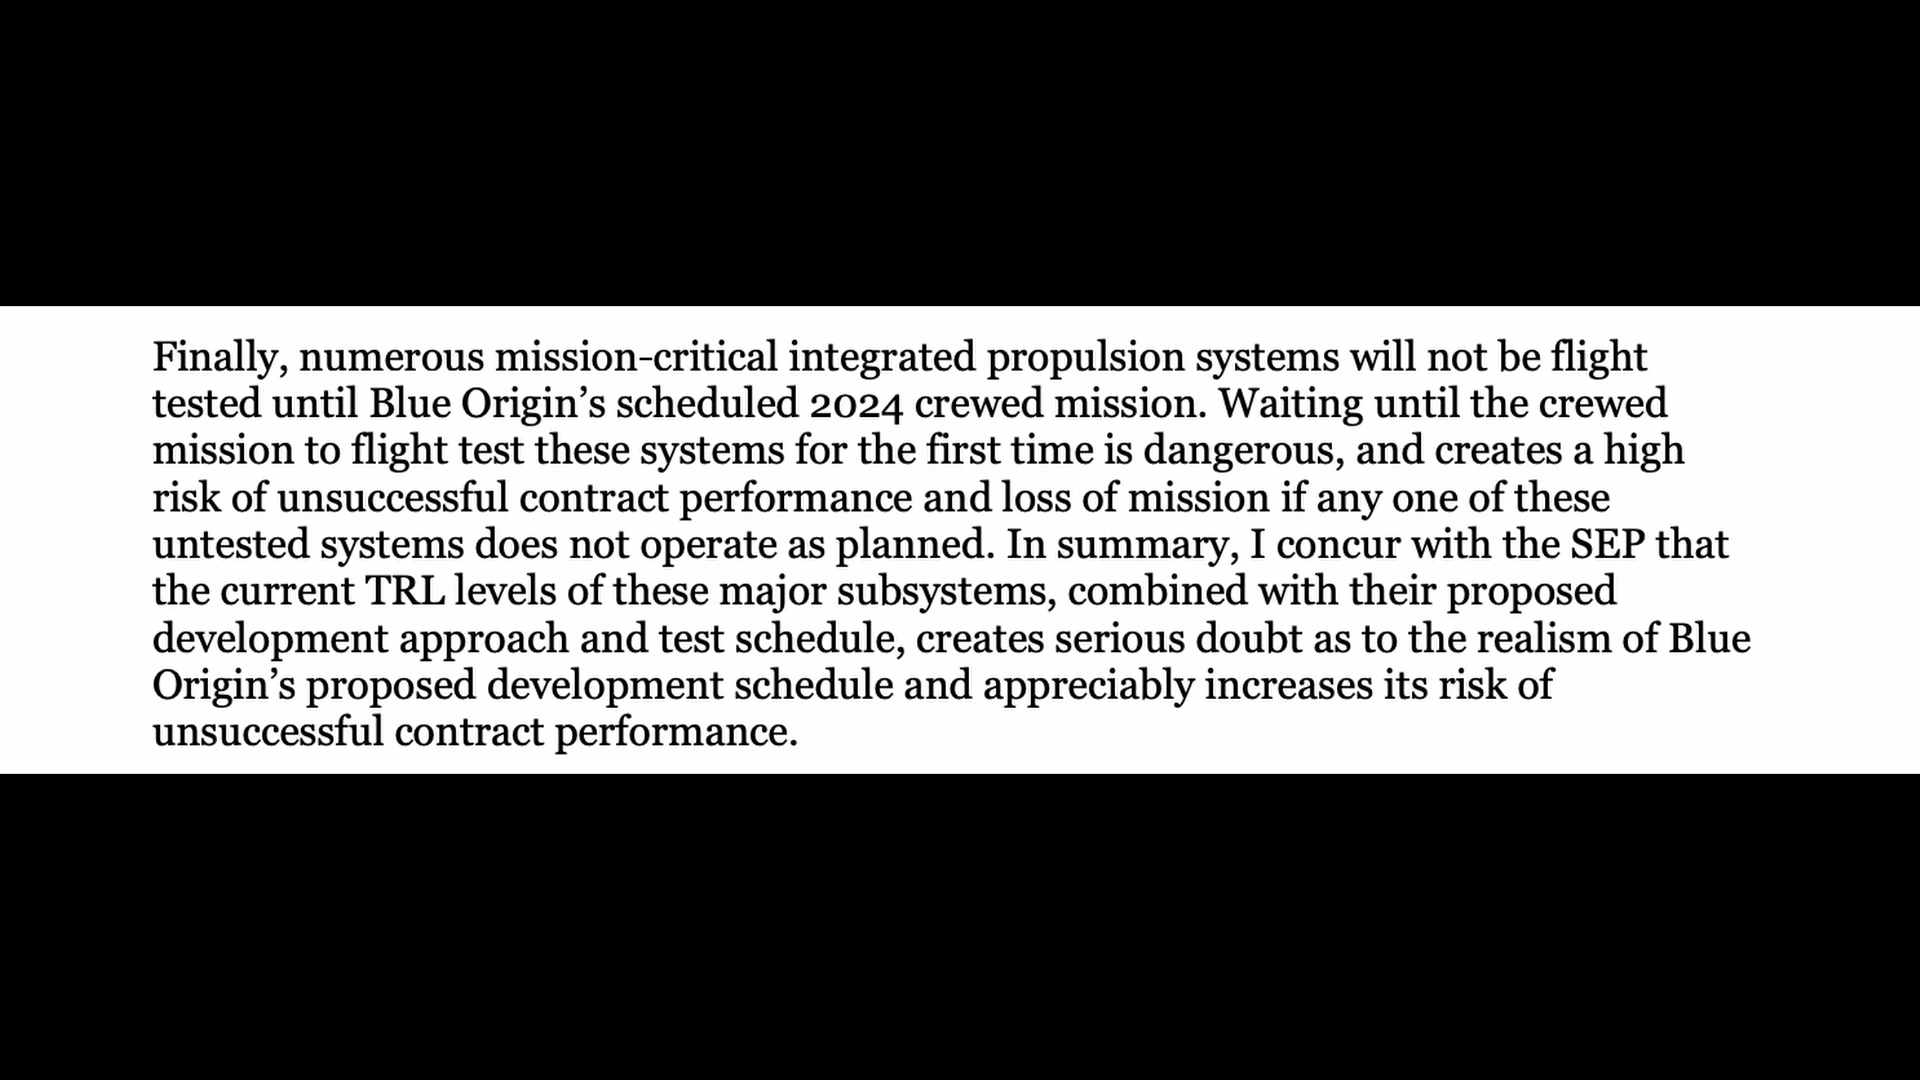 Finally, numerous mission-critical integrated propulsion systems will not be flight
tested until Blue Origin’s scheduled 2024 crewed mission. Waiting until the crewed
mission to flight test these systems for the first time is dangerous, and creates a high
risk of unsuccessful contract performance and loss of mission if any one of these
untested systems does not operate as planned. In summary, I concur with the SEP that
the current TRL levels of these major subsystems, combined with their proposed
development approach and test schedule, creates serious doubt as to the realism of Blue
Origin’s proposed development schedule and appreciably increases its risk of
unsuccessful contract performance.